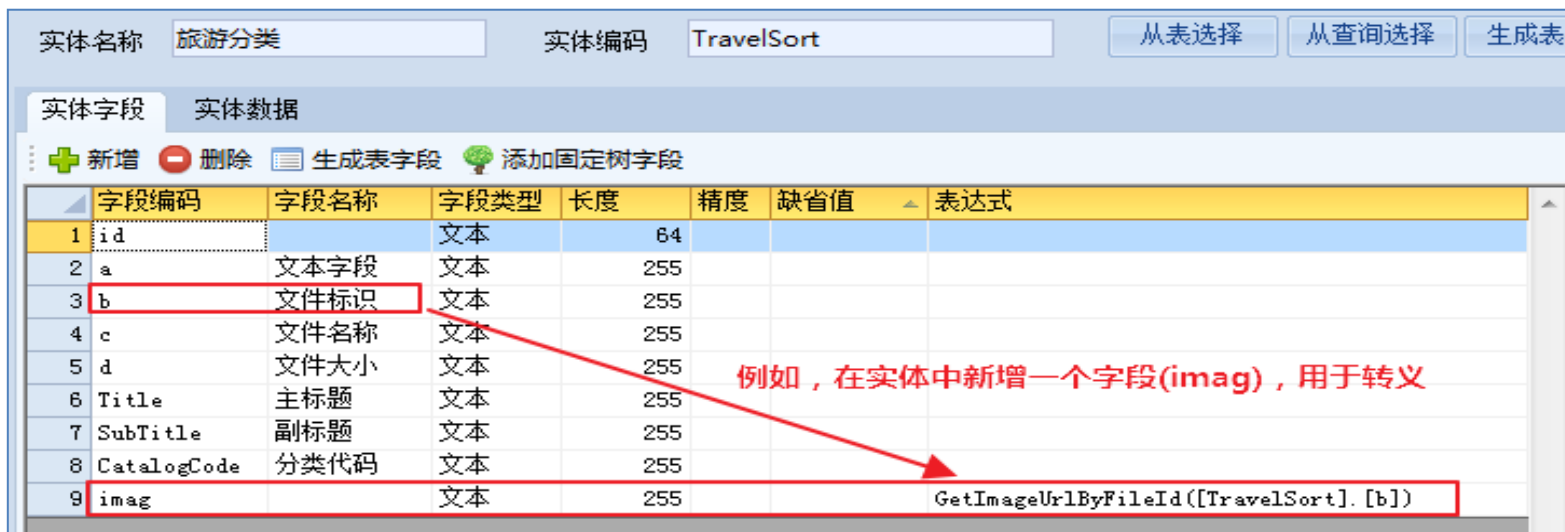 实体名称 旅游分类 实体编码 TravelSort 从表选择 从查询选择 生成表
实体字段 实体数据
新增 删除 生成表字段 添加固定树字段
字段编码 字段名称 字段类型 长度 精度 缺省值 表达式
1 id 文本 64
2 a 文本字段 文本 255
3 b 文件标识 文本 255
4 c 文件名称 文本 255
5 d 文件大小 文本 255
例如，在实体中新增一个字段(imag)，用于转义
6 Title 主标题 文本 255
7 SubTitle 副标题 文本 255
8 CatalogCode 分类代码 文本 255
9 imag 文本 255 GetImageUrlByFileId([TravelSort].[b])